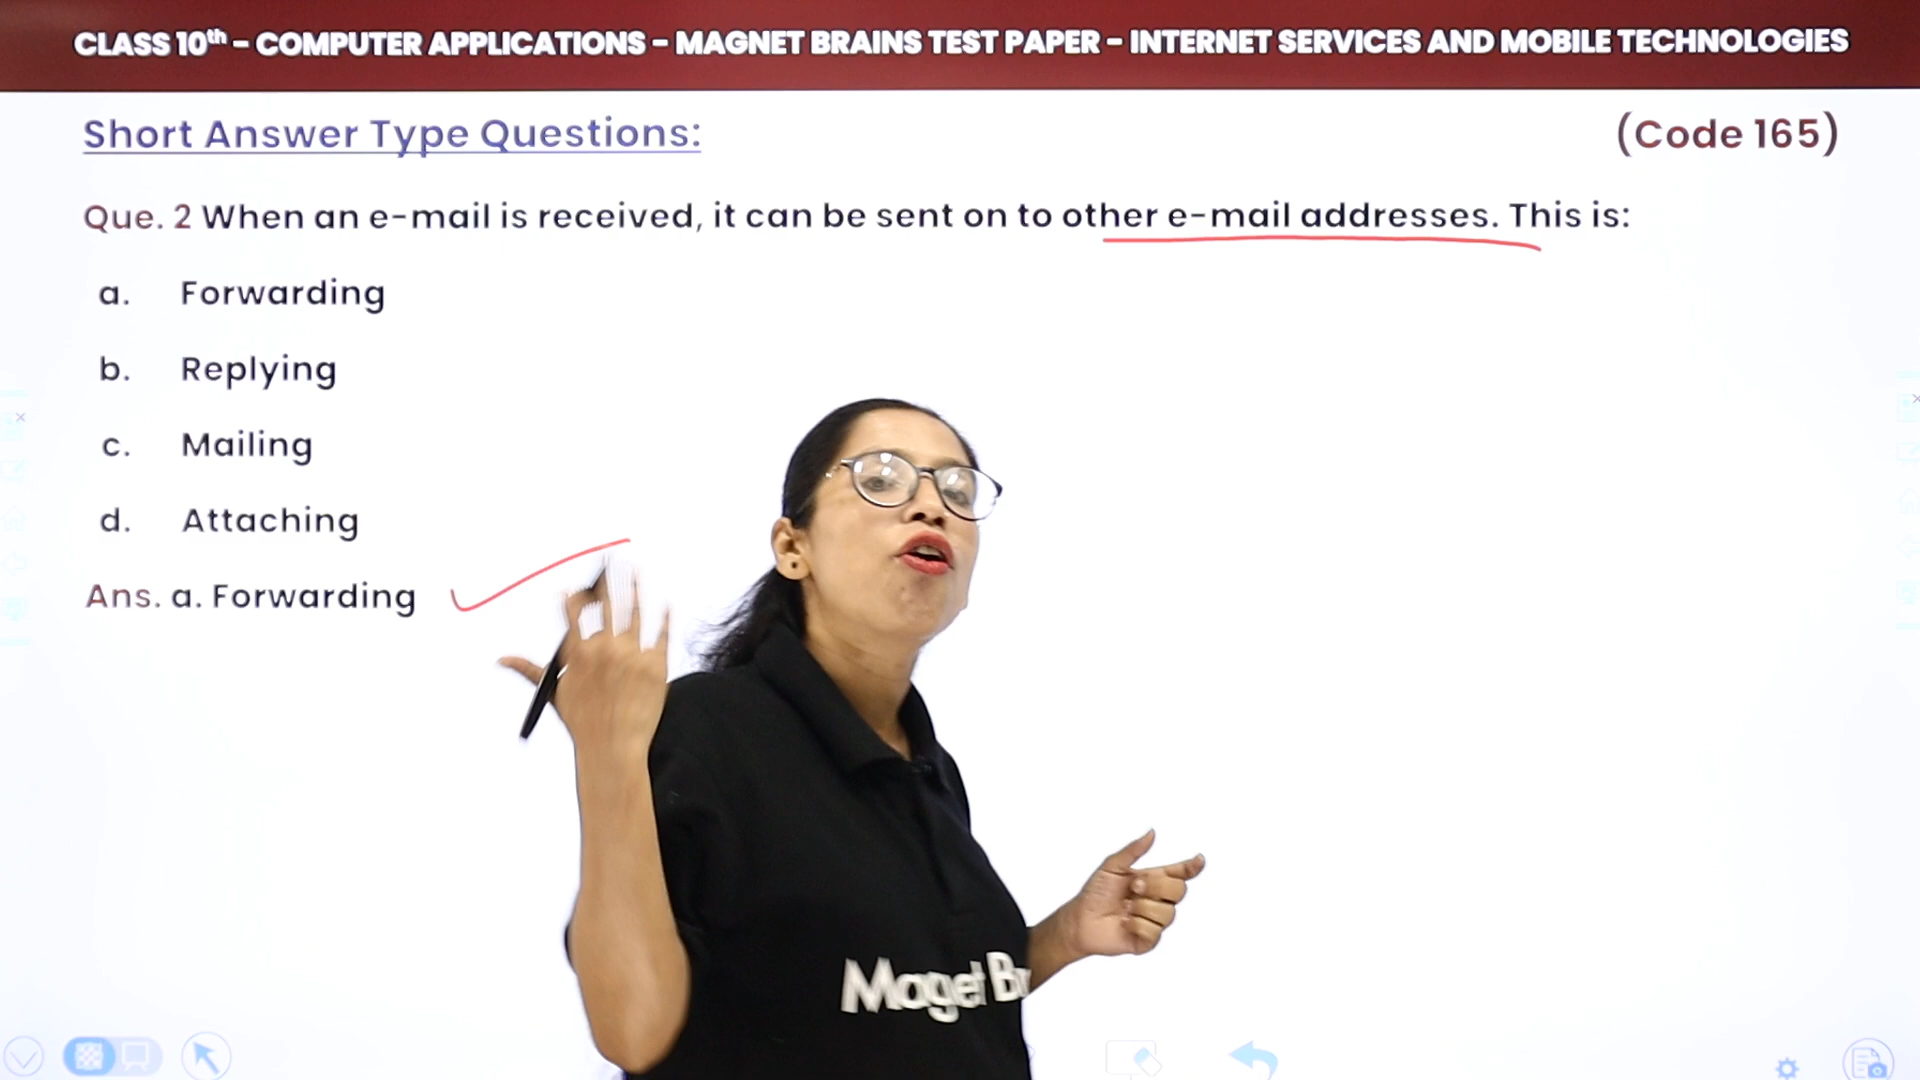 CLASS 10th - COMPUTER APPLICATIONS - MAGNET BRAINS TEST PAPER - INTERNET SERVICES AND MOBILE TECHNOLOGIES
Short Answer Type Questions:
(Code 165)
Que. 2 When an e-mail is received, it can be sent on to other e-mail addresses. This is:
a. Forwarding
b. Replying
c. Mailing
d. Attaching
Ans. a. Forwarding